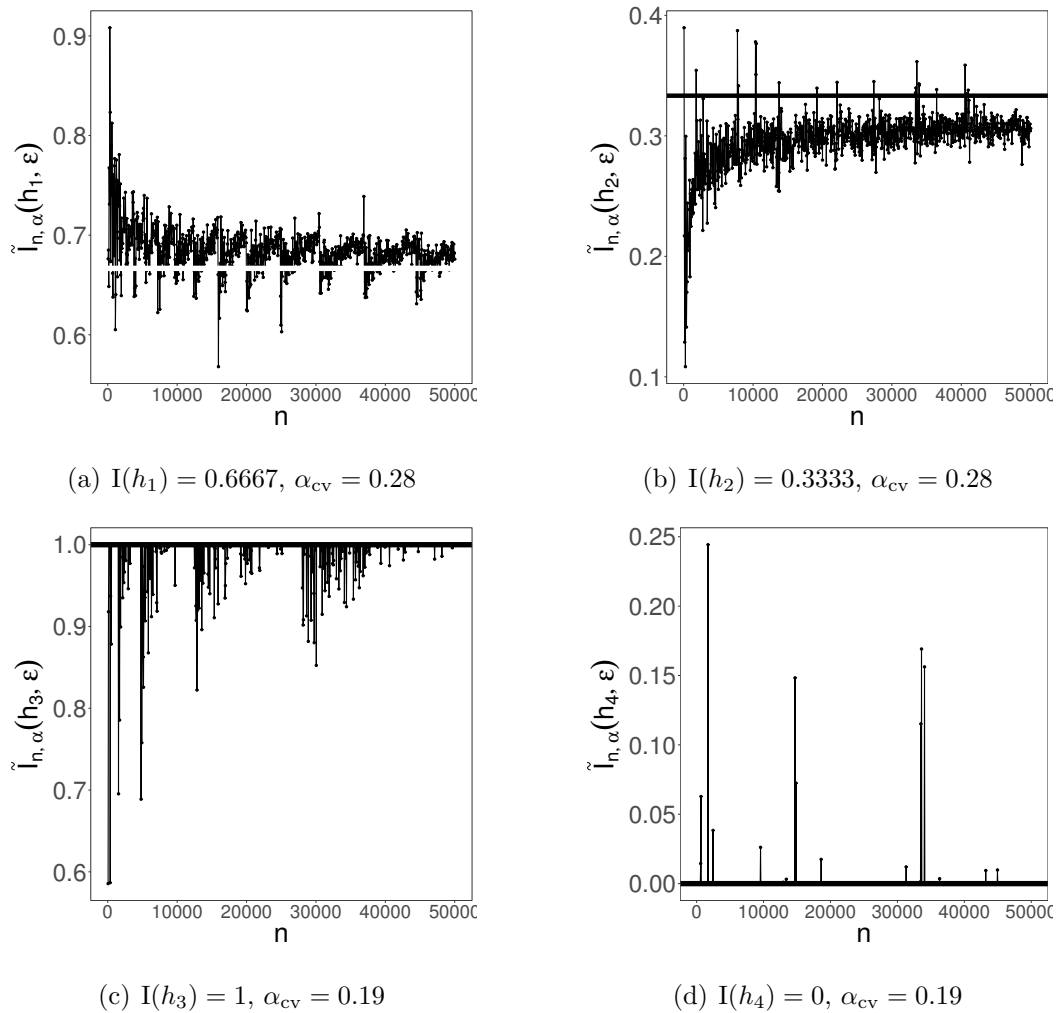 0.9
0.8
0.7
0.6
Ĩn, α(h1, ε)
0 10000 20000 30000 40000 50000
n
(a) I(h1) = 0.6667, αcv = 0.28
0.4
0.3
0.2
0.1
Ĩn, α(h2, ε)
0 10000 20000 30000 40000 50000
n
(b) I(h2) = 0.3333, αcv = 0.28
1.0
0.9
0.8
0.7
0.6
Ĩn, α(h3, ε)
0 10000 20000 30000 40000 50000
n
(c) I(h3) = 1, αcv = 0.19
0.25
0.20
0.15
0.10
0.05
0.00
Ĩn, α(h4, ε)
0 10000 20000 30000 40000 50000
n
(d) I(h4) = 0, αcv = 0.19